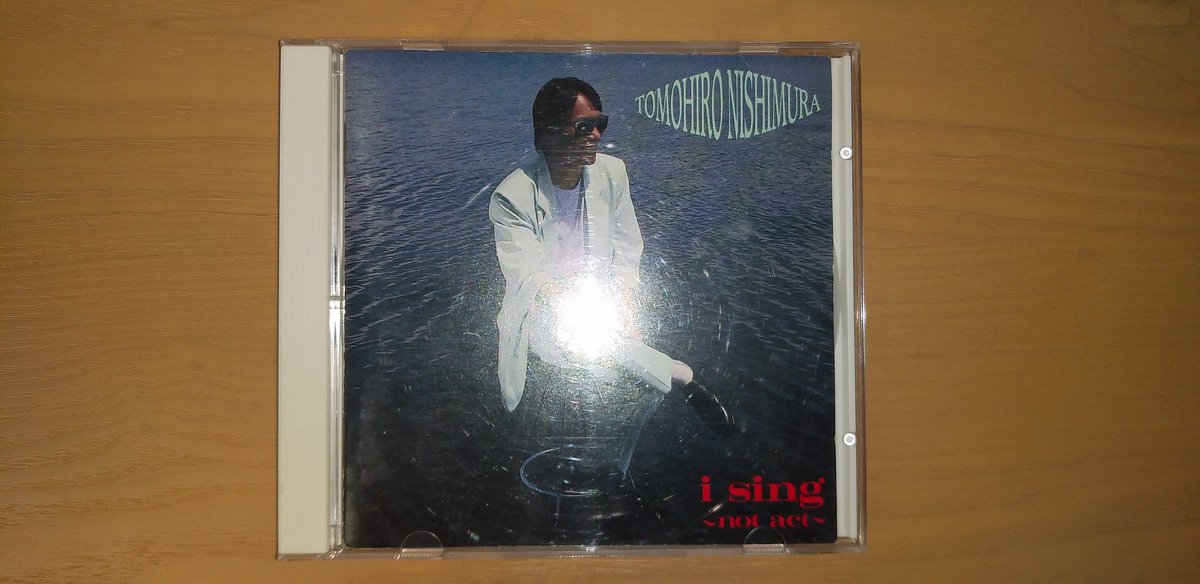 TOMOHIRO NISHIMURA
i sing
~not act~